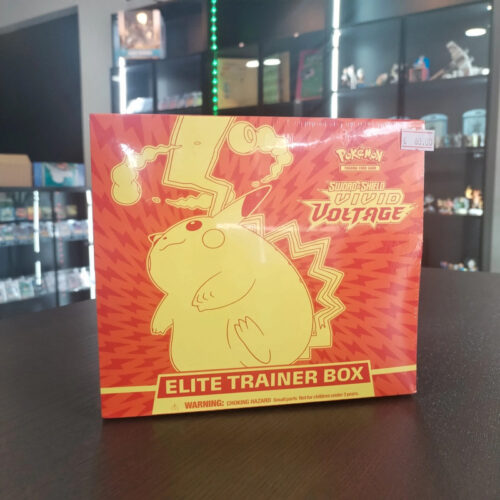 Pokémon
TRADING CARD GAME
SWORD & SHIELD
VIVID
VOLTAGE
ELITE TRAINER BOX
⚠ WARNING: CHOKING HAZARD. Small parts. Not for children under 3 years.